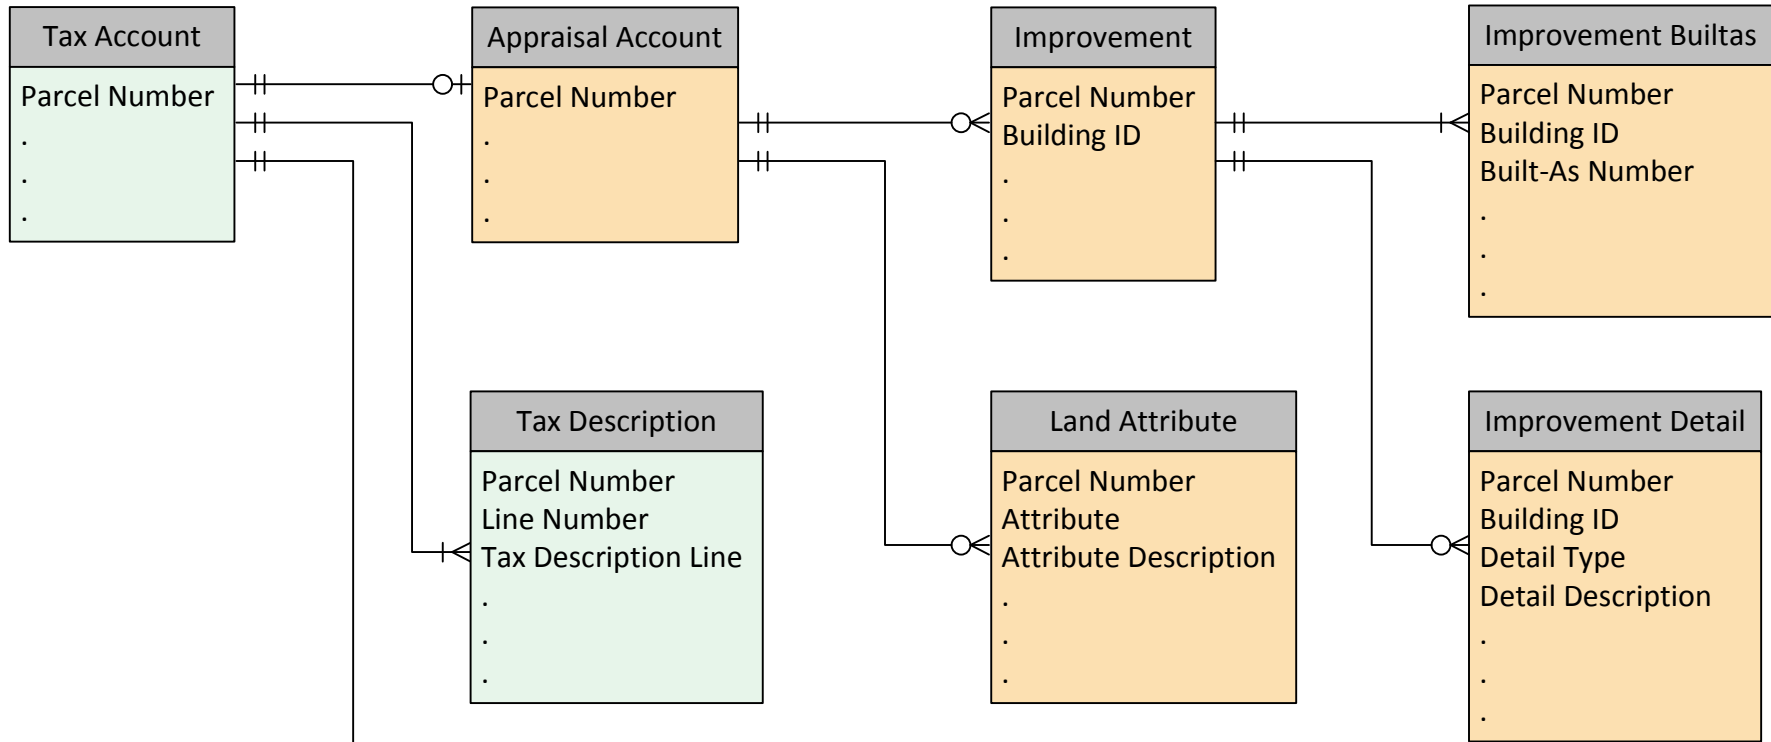 Tax Account
Parcel Number
.
.
.
Appraisal Account
Parcel Number
.
.
.
Improvement
Parcel Number
Building ID
.
.
.
Improvement Builtas
Parcel Number
Building ID
Built-As Number
.
.
.
Tax Description
Parcel Number
Line Number
Tax Description Line
.
.
.
Land Attribute
Parcel Number
Attribute
Attribute Description
.
.
.
Improvement Detail
Parcel Number
Building ID
Detail Type
Detail Description
.
.
.